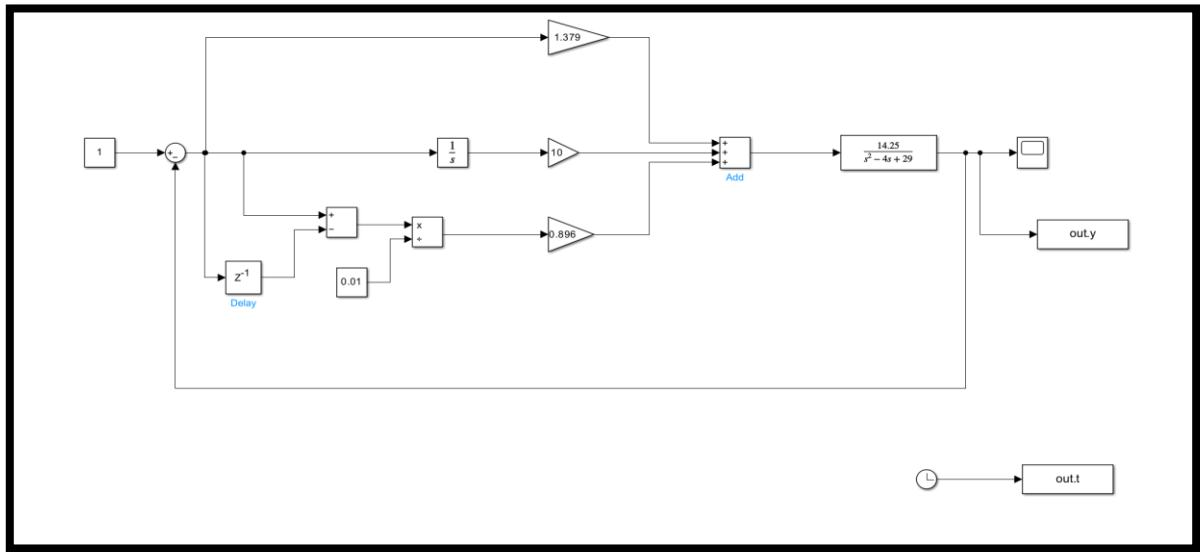 1.379
1
+
-
1
s
10
+
+
+
Add
14.25
s² − 4s + 29
+
−
×
÷
0.896
out.y
z⁻¹
Delay
0.01
out.t